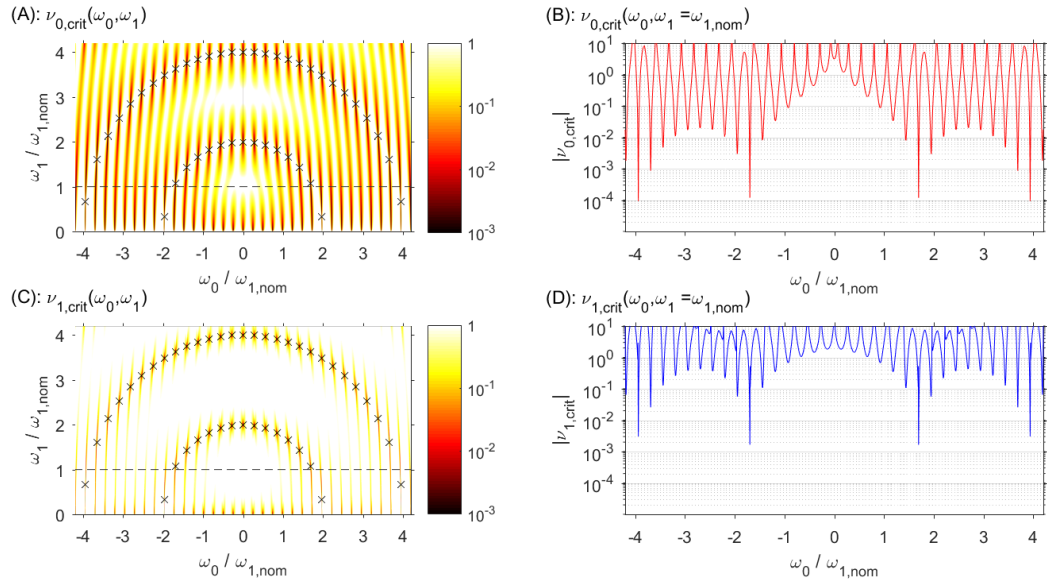 (A): ν0,crit(ω0,ω1)
4
3
2
1
0
ω1 / ω1,nom
-4 -3 -2 -1 0 1 2 3 4
ω0 / ω1,nom
1
10^-1
10^-2
10^-3
(B): ν0,crit(ω0,ω1 =ω1,nom)
10^1
10^0
10^-1
10^-2
10^-3
10^-4
|ν0,crit|
-4 -3 -2 -1 0 1 2 3 4
ω0 / ω1,nom
(C): ν1,crit(ω0,ω1)
4
3
2
1
0
ω1 / ω1,nom
-4 -3 -2 -1 0 1 2 3 4
ω0 / ω1,nom
1
10^-1
10^-2
10^-3
(D): ν1,crit(ω0,ω1 =ω1,nom)
10^1
10^0
10^-1
10^-2
10^-3
10^-4
|ν1,crit|
-4 -3 -2 -1 0 1 2 3 4
ω0 / ω1,nom